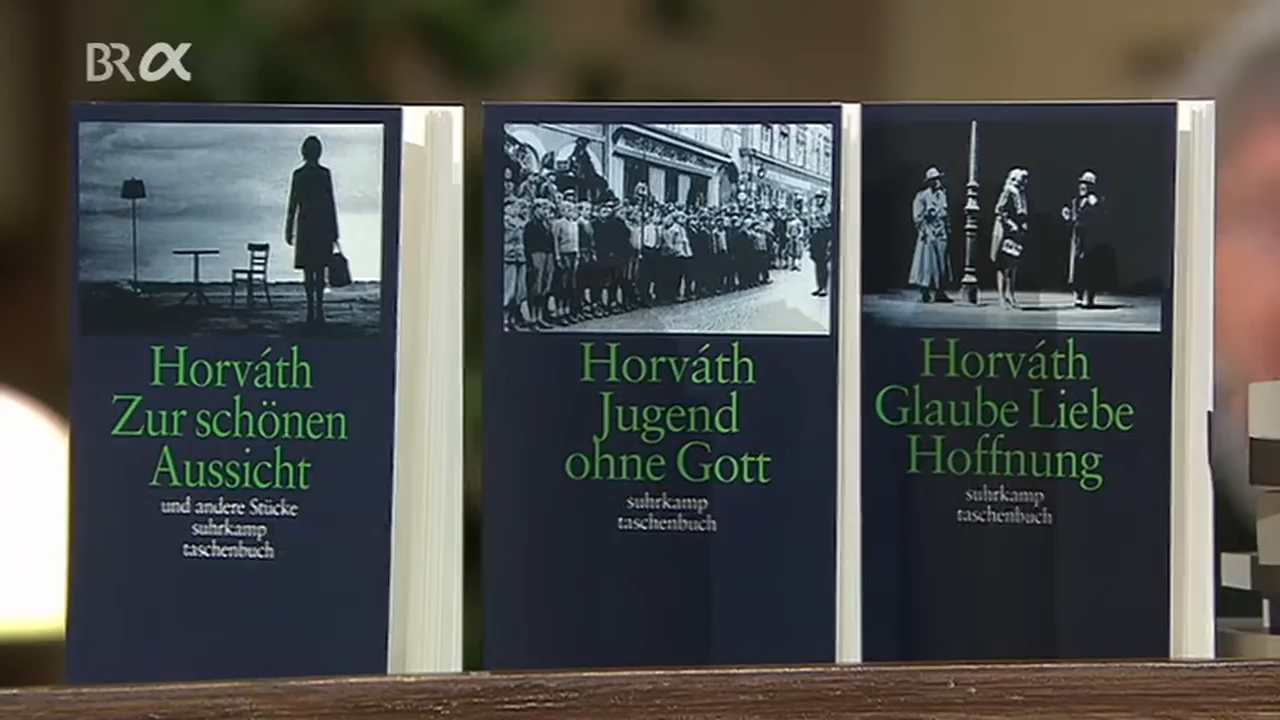 BRα
Horváth
Zur schönen
Aussicht
und andere Stücke
suhrkamp
taschenbuch
Horváth
Jugend
ohne Gott
suhrkamp
taschenbuch
Horváth
Glaube Liebe
Hoffnung
suhrkamp
taschenbuch